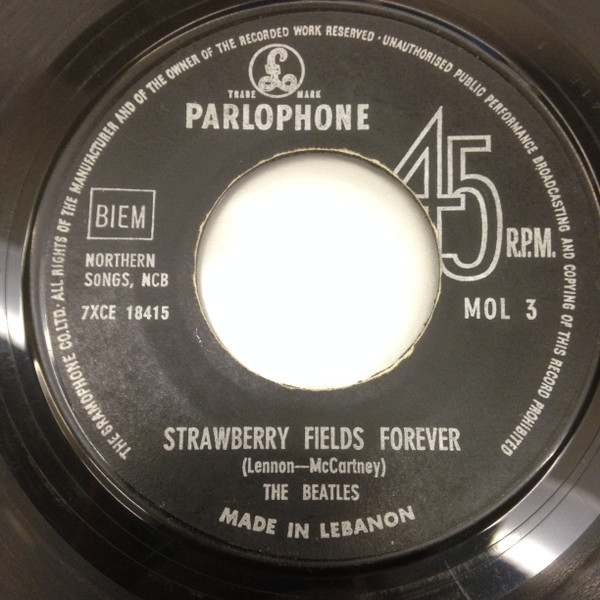 THE GRAMOPHONE CO.LTD. ALL RIGHTS OF THE MANUFACTURER AND OF THE OWNER OF THE RECORDED WORK RESERVED · UNAUTHORISED PUBLIC PERFORMANCE BROADCASTING AND COPYING OF THIS RECORD PROHIBITED
£
TRADE MARK
PARLOPHONE
45
R.P.M.
BIEM
NORTHERN
SONGS, NCB
7XCE 18415
MOL 3
STRAWBERRY FIELDS FOREVER
(Lennon—McCartney)
THE BEATLES
MADE IN LEBANON